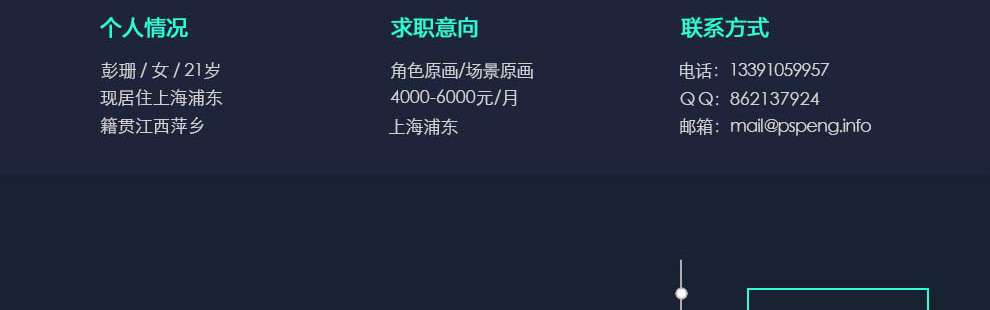 个人情况
彭珊 / 女 / 21岁
现居住上海浦东
籍贯江西萍乡
求职意向
角色原画/场景原画
4000-6000元/月
上海浦东
联系方式
电话：13391059957
Q Q：862137924
邮箱：mail@pspeng.info